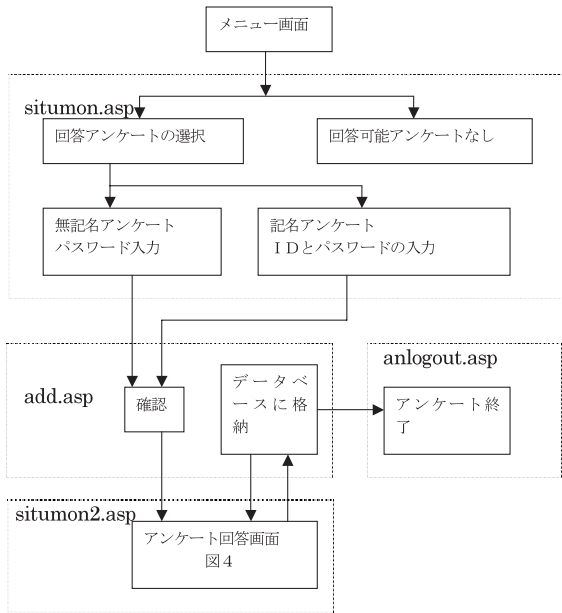 メニュー画面
situmon.asp
回答アンケートの選択
回答可能アンケートなし
無記名アンケート
パスワード入力
記名アンケート
ＩＤとパスワードの入力
add.asp
確認
データベ
ースに格
納
anlogout.asp
アンケート終
了
situmon2.asp
アンケート回答画面
図４